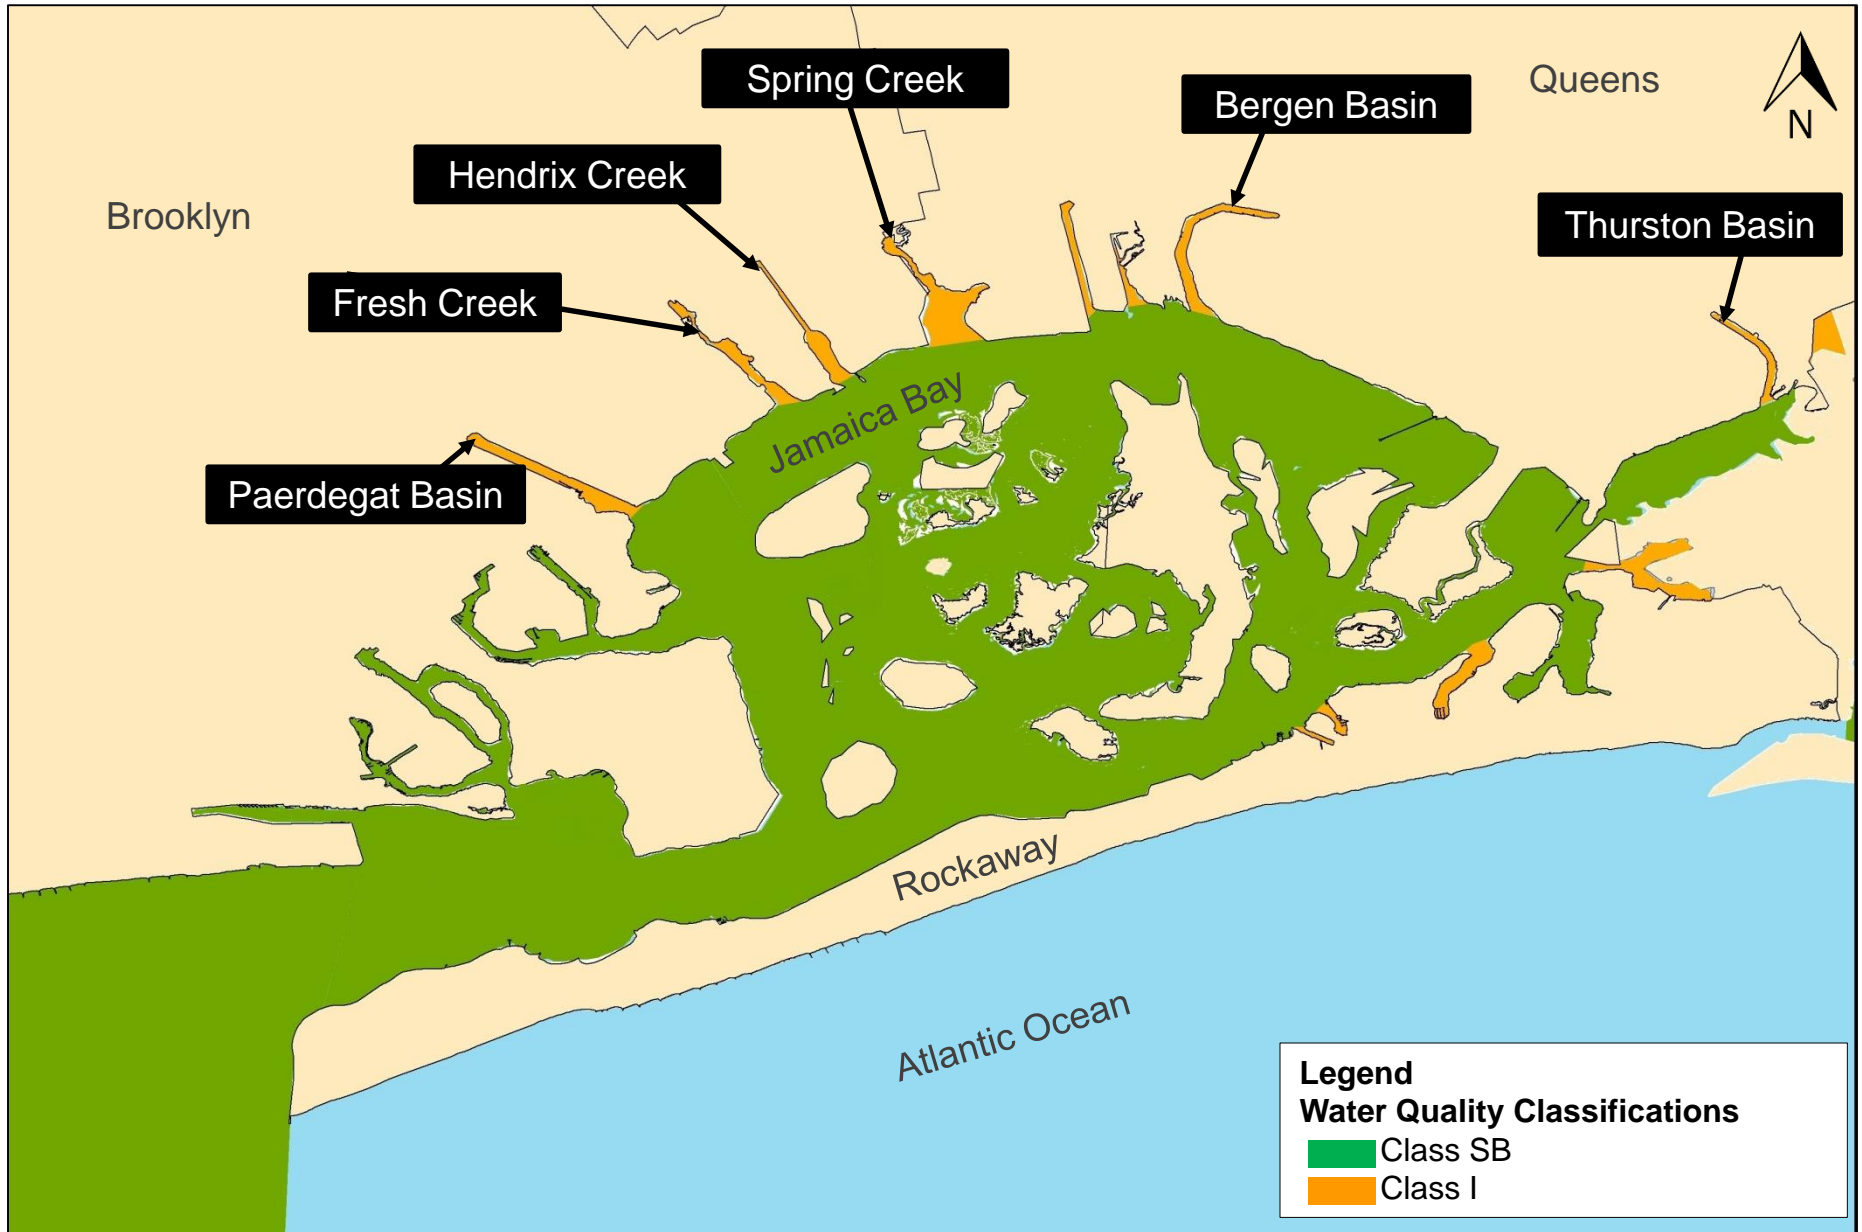 Spring Creek
Queens
Bergen Basin
N
Hendrix Creek
Brooklyn
Thurston Basin
Fresh Creek
Jamaica Bay
Paerdegat Basin
Rockaway
Atlantic Ocean
Legend
Water Quality Classifications
Class SB
Class I